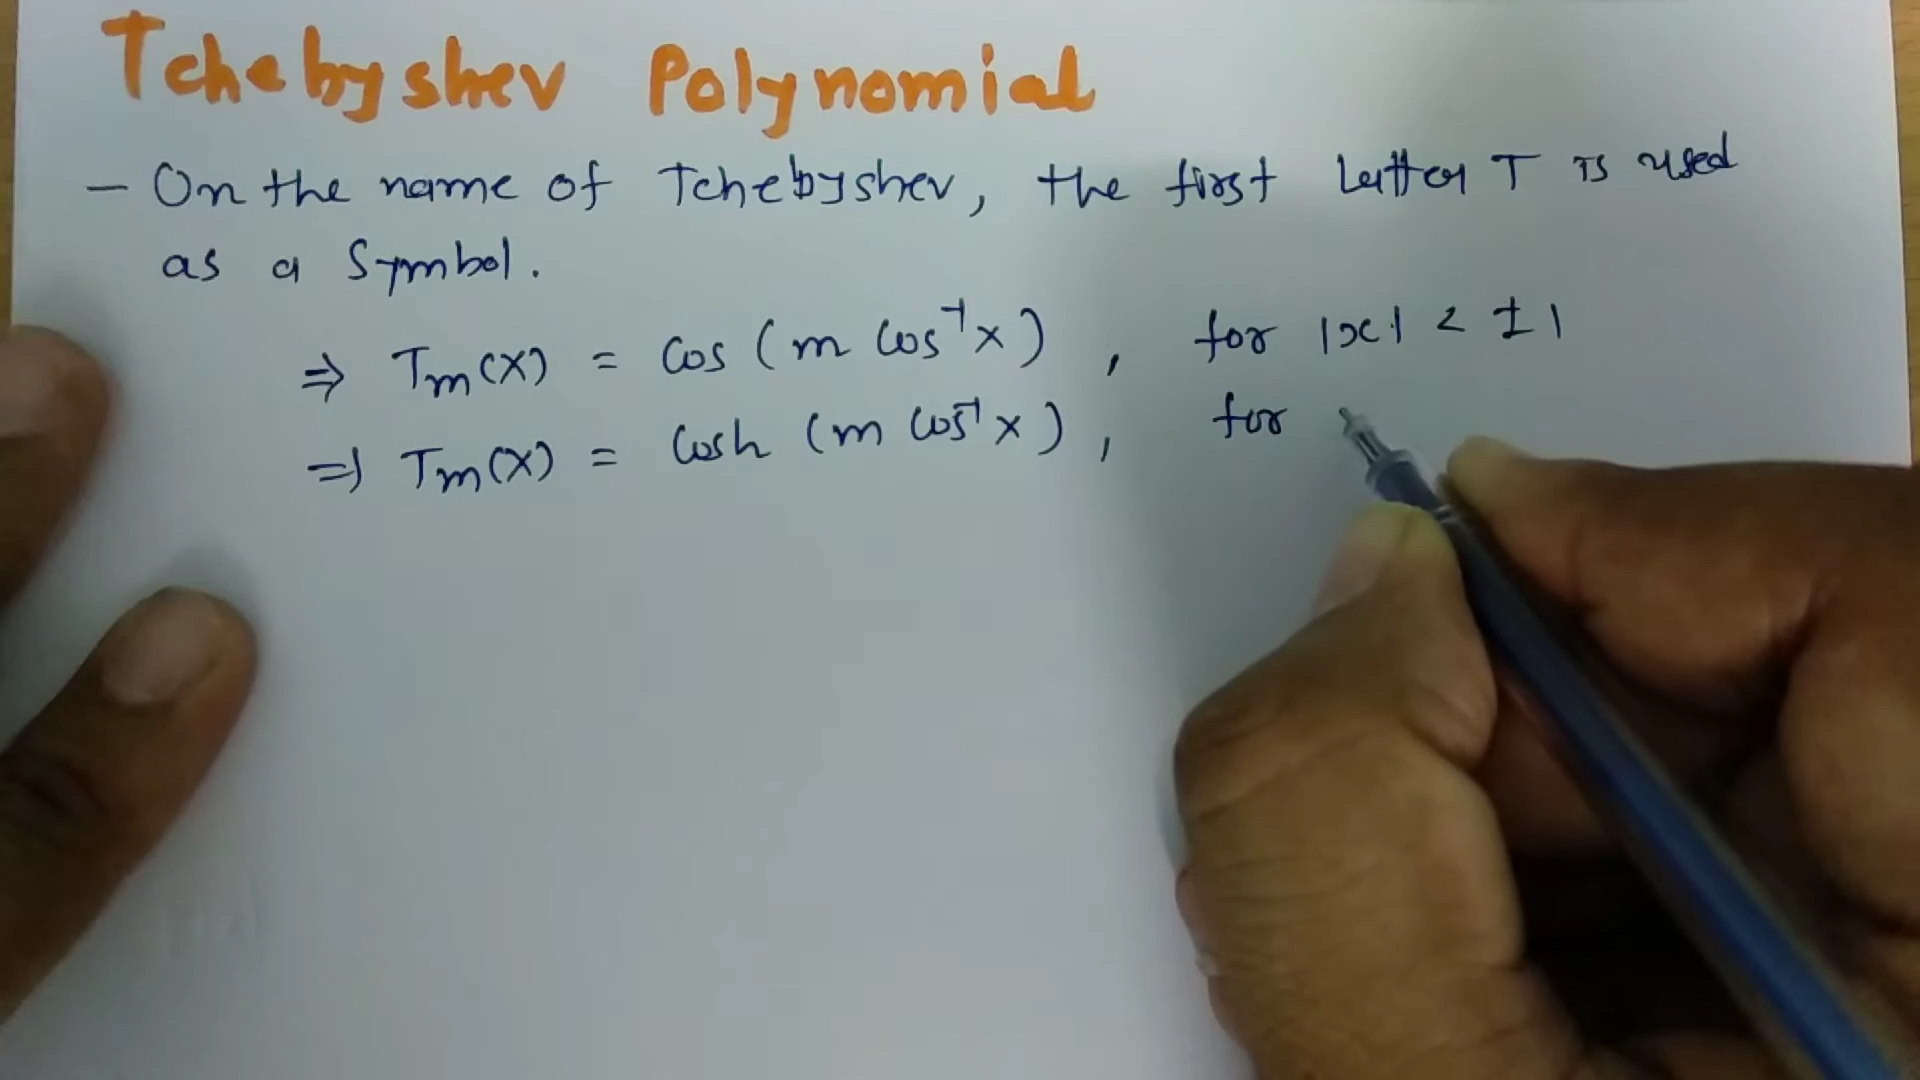 Tchebyshev Polynomial
– On the name of Tchebyshev, the first letter T is used
as a symbol.
⇒ Tm(x) = cos (m cos⁻¹x) , for |x| < ±1
⇒ Tm(x) = cosh (m cos⁻¹x) , for